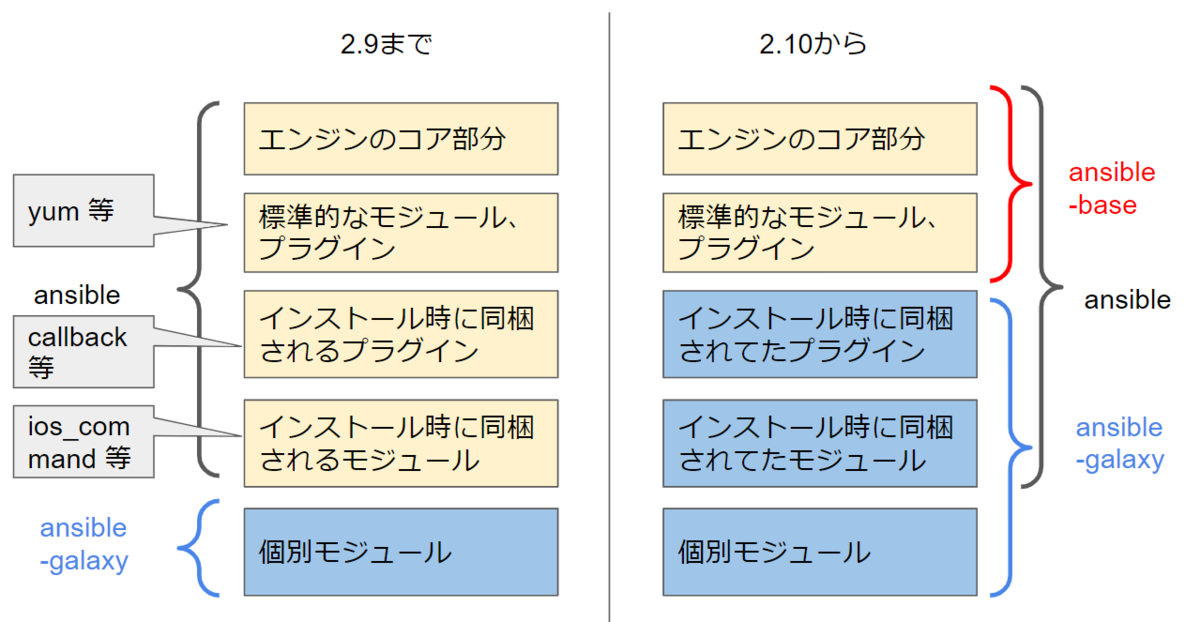 2.9まで
エンジンのコア部分
yum 等
標準的なモジュール、
プラグイン
ansible
インストール時に同梱
されるプラグイン
callback
等
インストール時に同梱
されるモジュール
ios_com
mand 等
ansible
-galaxy
個別モジュール
2.10から
エンジンのコア部分
標準的なモジュール、
プラグイン
ansible
-base
インストール時に同梱
されてたプラグイン
ansible
インストール時に同梱
されてたモジュール
ansible
-galaxy
個別モジュール